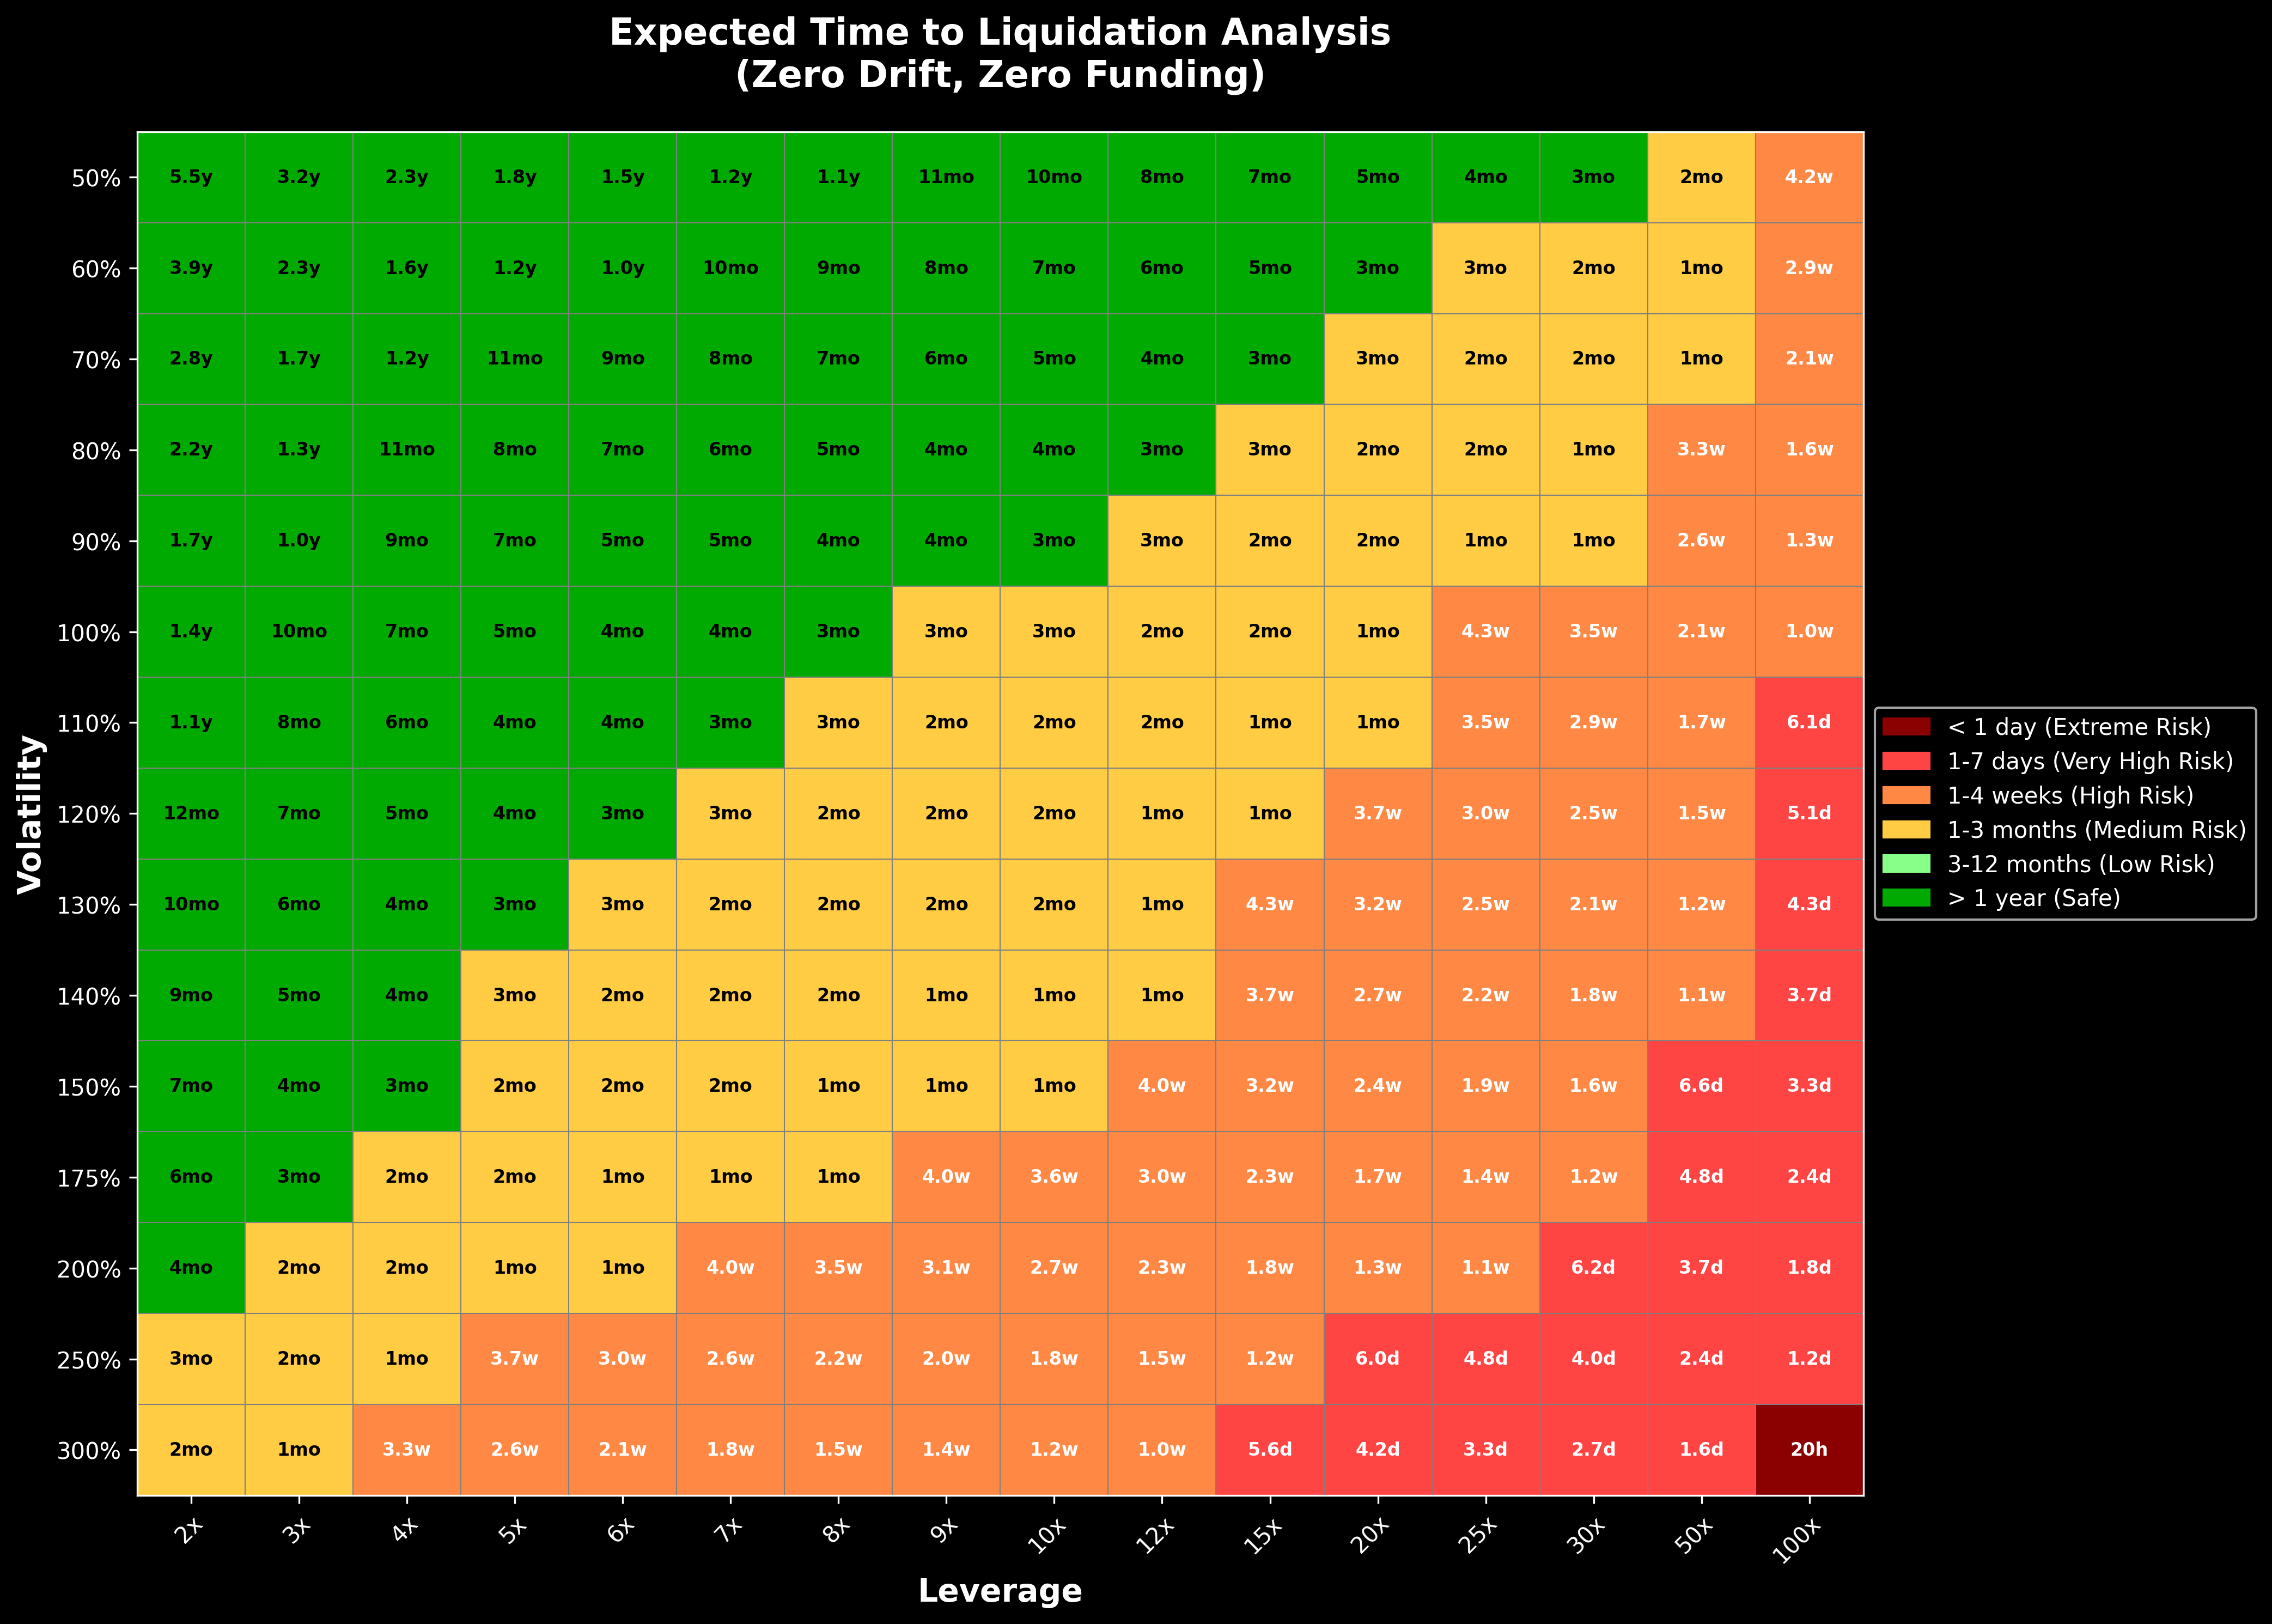 Expected Time to Liquidation Analysis
(Zero Drift, Zero Funding)
50% 5.5y 3.2y 2.3y 1.8y 1.5y 1.2y 1.1y 11mo 10mo 8mo 7mo 5mo 4mo 3mo 2mo 4.2w
60% 3.9y 2.3y 1.6y 1.2y 1.0y 10mo 9mo 8mo 7mo 6mo 5mo 3mo 3mo 2mo 1mo 2.9w
70% 2.8y 1.7y 1.2y 11mo 9mo 8mo 7mo 6mo 5mo 4mo 3mo 3mo 2mo 2mo 1mo 2.1w
80% 2.2y 1.3y 11mo 8mo 7mo 6mo 5mo 4mo 4mo 3mo 3mo 2mo 2mo 1mo 3.3w 1.6w
90% 1.7y 1.0y 9mo 7mo 5mo 5mo 4mo 4mo 3mo 3mo 2mo 2mo 1mo 1mo 2.6w 1.3w
100% 1.4y 10mo 7mo 5mo 4mo 4mo 3mo 3mo 3mo 2mo 2mo 1mo 4.3w 3.5w 2.1w 1.0w
110% 1.1y 8mo 6mo 4mo 4mo 3mo 3mo 2mo 2mo 2mo 1mo 1mo 3.5w 2.9w 1.7w 6.1d
120% 12mo 7mo 5mo 4mo 3mo 3mo 2mo 2mo 2mo 1mo 1mo 3.7w 3.0w 2.5w 1.5w 5.1d
130% 10mo 6mo 4mo 3mo 3mo 2mo 2mo 2mo 2mo 1mo 4.3w 3.2w 2.5w 2.1w 1.2w 4.3d
140% 9mo 5mo 4mo 3mo 2mo 2mo 2mo 1mo 1mo 1mo 3.7w 2.7w 2.2w 1.8w 1.1w 3.7d
150% 7mo 4mo 3mo 2mo 2mo 2mo 1mo 1mo 1mo 4.0w 3.2w 2.4w 1.9w 1.6w 6.6d 3.3d
175% 6mo 3mo 2mo 2mo 1mo 1mo 1mo 4.0w 3.6w 3.0w 2.3w 1.7w 1.4w 1.2w 4.8d 2.4d
200% 4mo 2mo 2mo 1mo 1mo 4.0w 3.5w 3.1w 2.7w 2.3w 1.8w 1.3w 1.1w 6.2d 3.7d 1.8d
250% 3mo 2mo 1mo 3.7w 3.0w 2.6w 2.2w 2.0w 1.8w 1.5w 1.2w 6.0d 4.8d 4.0d 2.4d 1.2d
300% 2mo 1mo 3.3w 2.6w 2.1w 1.8w 1.5w 1.4w 1.2w 1.0w 5.6d 4.2d 3.3d 2.7d 1.6d 20h
2x 3x 4x 5x 6x 7x 8x 9x 10x 12x 15x 20x 25x 30x 50x 100x
Leverage
Volatility
< 1 day (Extreme Risk)
1-7 days (Very High Risk)
1-4 weeks (High Risk)
1-3 months (Medium Risk)
3-12 months (Low Risk)
> 1 year (Safe)